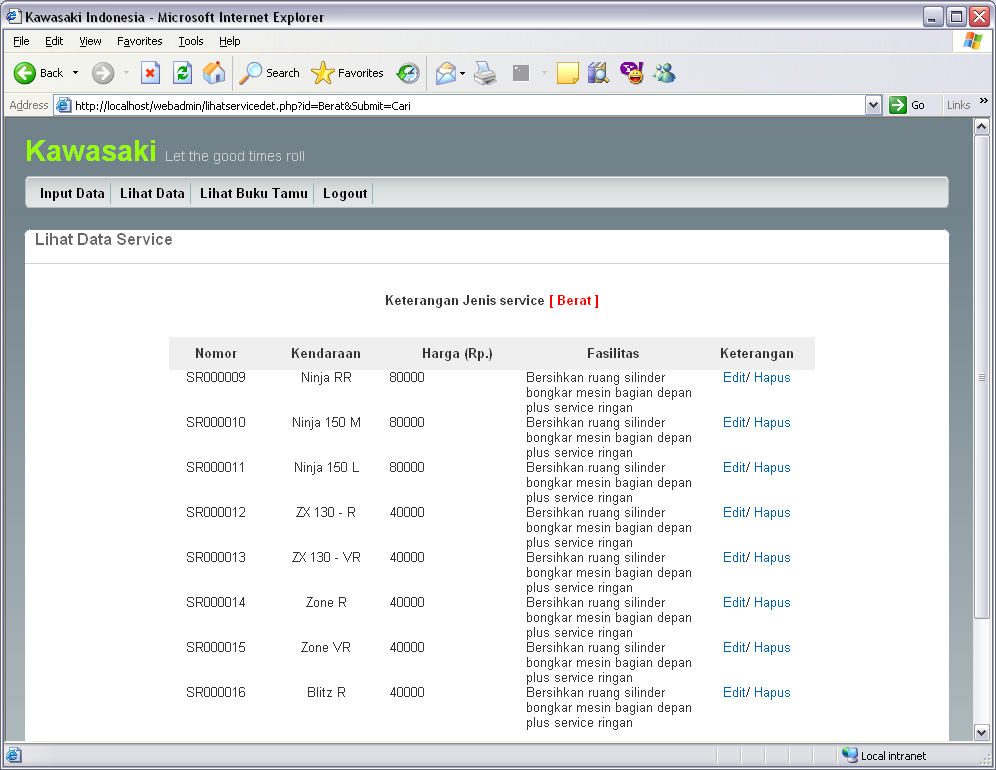 Kawasaki Indonesia - Microsoft Internet Explorer
File Edit View Favorites Tools Help
Back Search Favorites
Address http://localhost/webadmin/lihatservicedet.php?id=Berat&Submit=Cari Go Links »
Kawasaki Let the good times roll
Input Data Lihat Data Lihat Buku Tamu Logout
Lihat Data Service
Keterangan Jenis service [ Berat ]
Nomor Kendaraan Harga (Rp.) Fasilitas Keterangan
SR000009 Ninja RR 80000 Bersihkan ruang silinder Edit/ Hapus
bongkar mesin bagian depan
plus service ringan
SR000010 Ninja 150 M 80000 Bersihkan ruang silinder Edit/ Hapus
bongkar mesin bagian depan
plus service ringan
SR000011 Ninja 150 L 80000 Bersihkan ruang silinder Edit/ Hapus
bongkar mesin bagian depan
plus service ringan
SR000012 ZX 130 - R 40000 Bersihkan ruang silinder Edit/ Hapus
bongkar mesin bagian depan
plus service ringan
SR000013 ZX 130 - VR 40000 Bersihkan ruang silinder Edit/ Hapus
bongkar mesin bagian depan
plus service ringan
SR000014 Zone R 40000 Bersihkan ruang silinder Edit/ Hapus
bongkar mesin bagian depan
plus service ringan
SR000015 Zone VR 40000 Bersihkan ruang silinder Edit/ Hapus
bongkar mesin bagian depan
plus service ringan
SR000016 Blitz R 40000 Bersihkan ruang silinder Edit/ Hapus
bongkar mesin bagian depan
plus service ringan
Local intranet